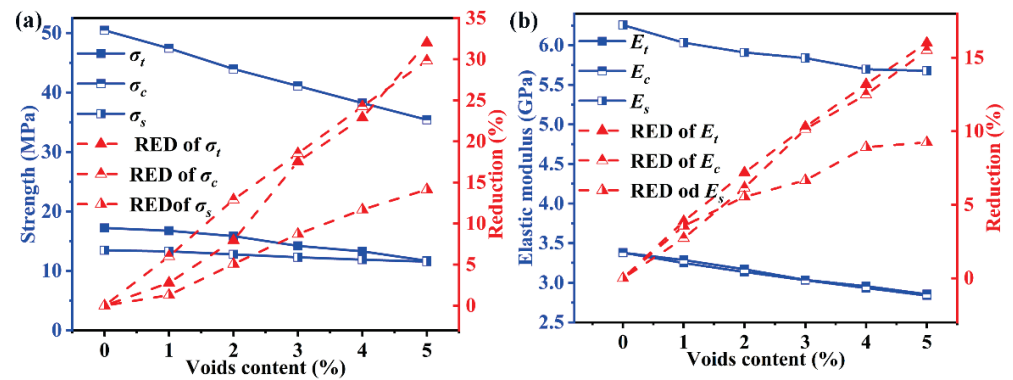 (a)
Strength (MPa)
50
40
30
20
10
0
σt
σc
σs
RED of σt
RED of σc
REDof σs
35
30
25
20
15
10
5
0
Reduction (%)
0 1 2 3 4 5
Voids content (%)
(b)
Elastic modulus (GPa)
6.0
5.5
5.0
4.5
4.0
3.5
3.0
2.5
Et
Ec
Es
RED of Et
RED of Ec
RED od Es
15
10
5
0
Reduction (%)
0 1 2 3 4 5
Voids content (%)